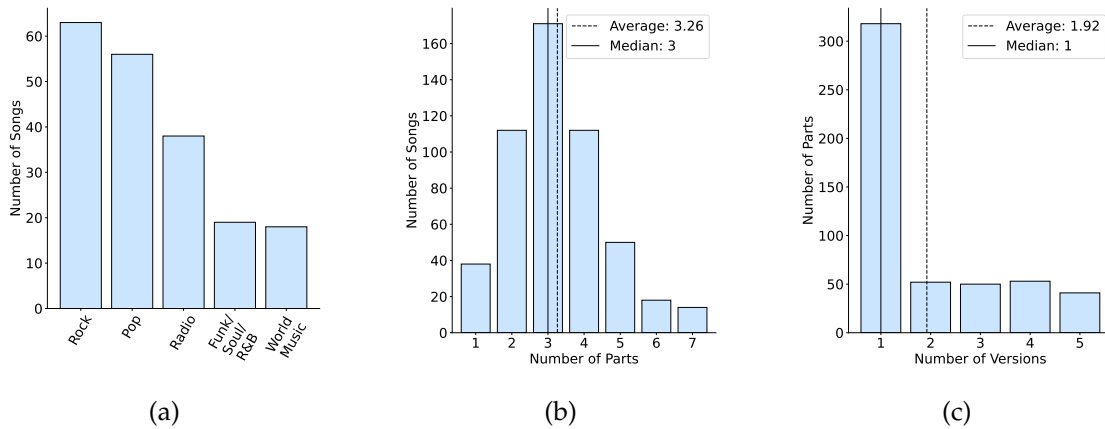 Number of Songs
60
50
40
30
20
10
0
Rock
Pop
Radio
Funk/
Soul/
R&B
World
Music
(a)
Number of Songs
160
140
120
100
80
60
40
20
0
1 2 3 4 5 6 7
Number of Parts
Average: 3.26
Median: 3
(b)
Number of Parts
300
250
200
150
100
50
0
1 2 3 4 5
Number of Versions
Average: 1.92
Median: 1
(c)